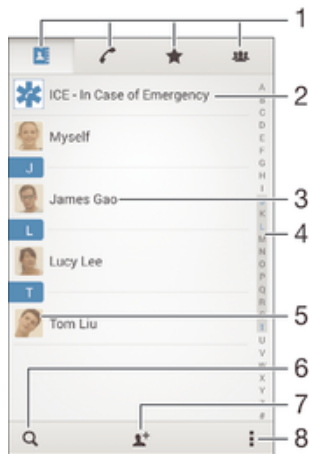 1
ICE - In Case of Emergency
2
Myself
J
James Gao
3
L
Lucy Lee
T
Tom Liu
A
B
C
D
E
F
G
H
I
J
K
L
M
N
O
P
Q
R
S
T
U
V
W
X
Y
Z
#
4
5
6
7
8